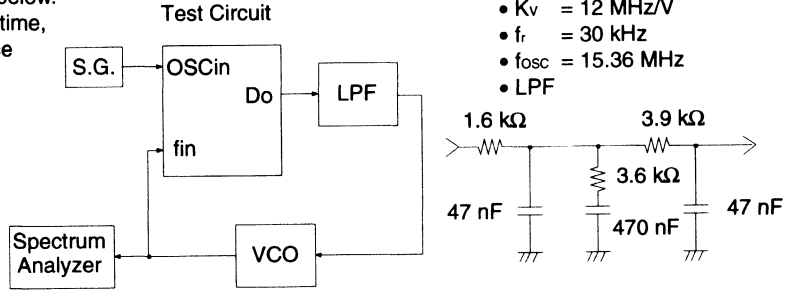 below.
time,
ce
Test Circuit
S.G.
OSCin
Do
fin
LPF
VCO
Spectrum
Analyzer
• Kv = 12 MHz/V
• fr = 30 kHz
• fosc = 15.36 MHz
• LPF
1.6 kΩ
3.9 kΩ
3.6 kΩ
47 nF
470 nF
47 nF